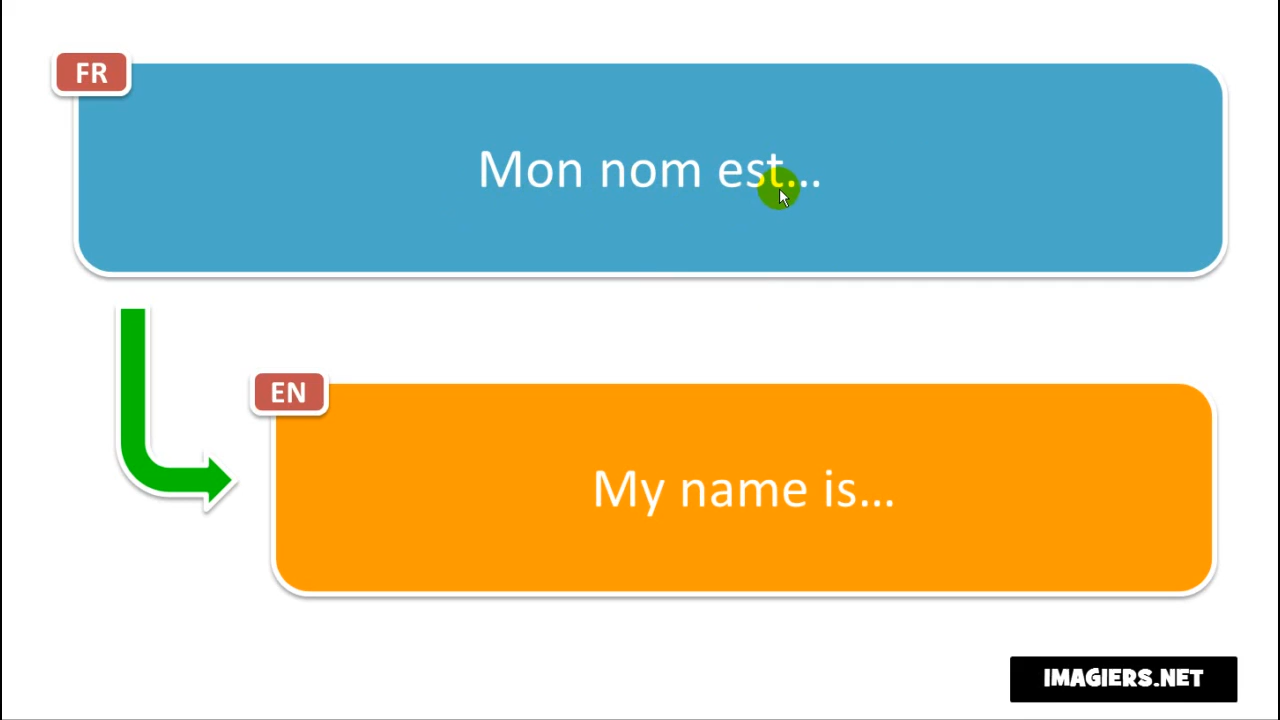 FR
Mon nom est...
EN
My name is...
IMAGIERS.NET